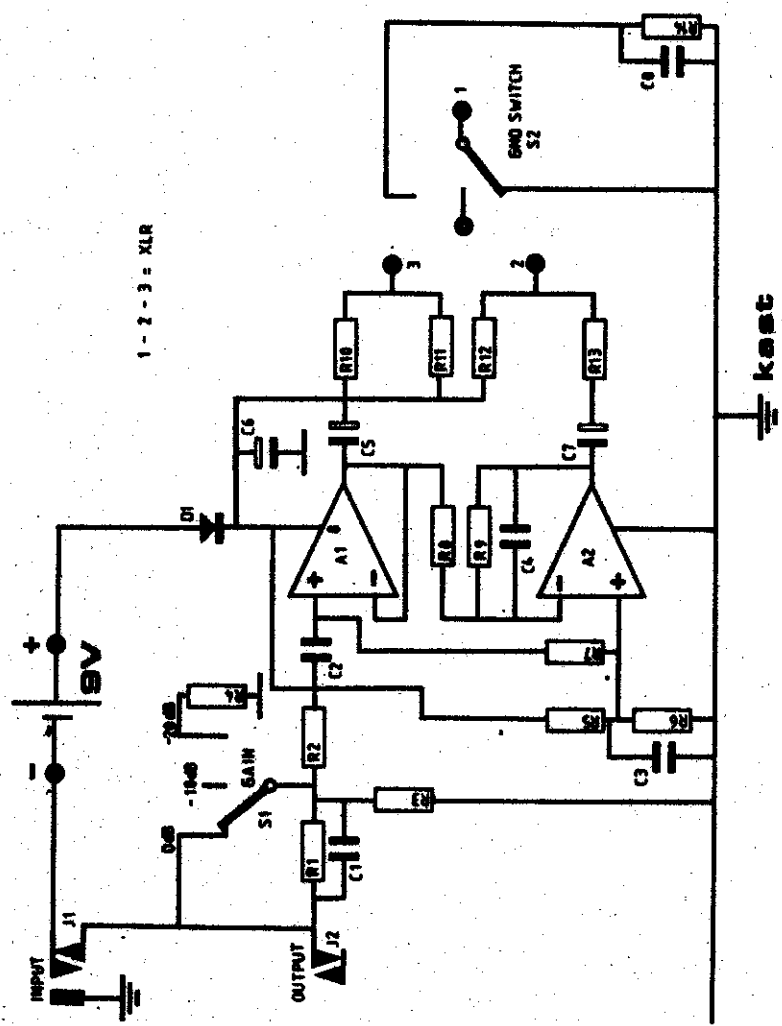 INPUT
J1
OUTPUT
J2
-
9V
+
0dB
-10dB
-20dB
S1
GAIN
R4
R1
C1
R2
R3
C2
D1
C6
+
-
A1
+
C5
R10
R11
3
1 - 2 - 3 = XLR
C3
R5
R6
R7
R8
R9
C4
-
+
A2
C7
R12
R13
2
1
GND SWITCH
S2
R14
C8
kast